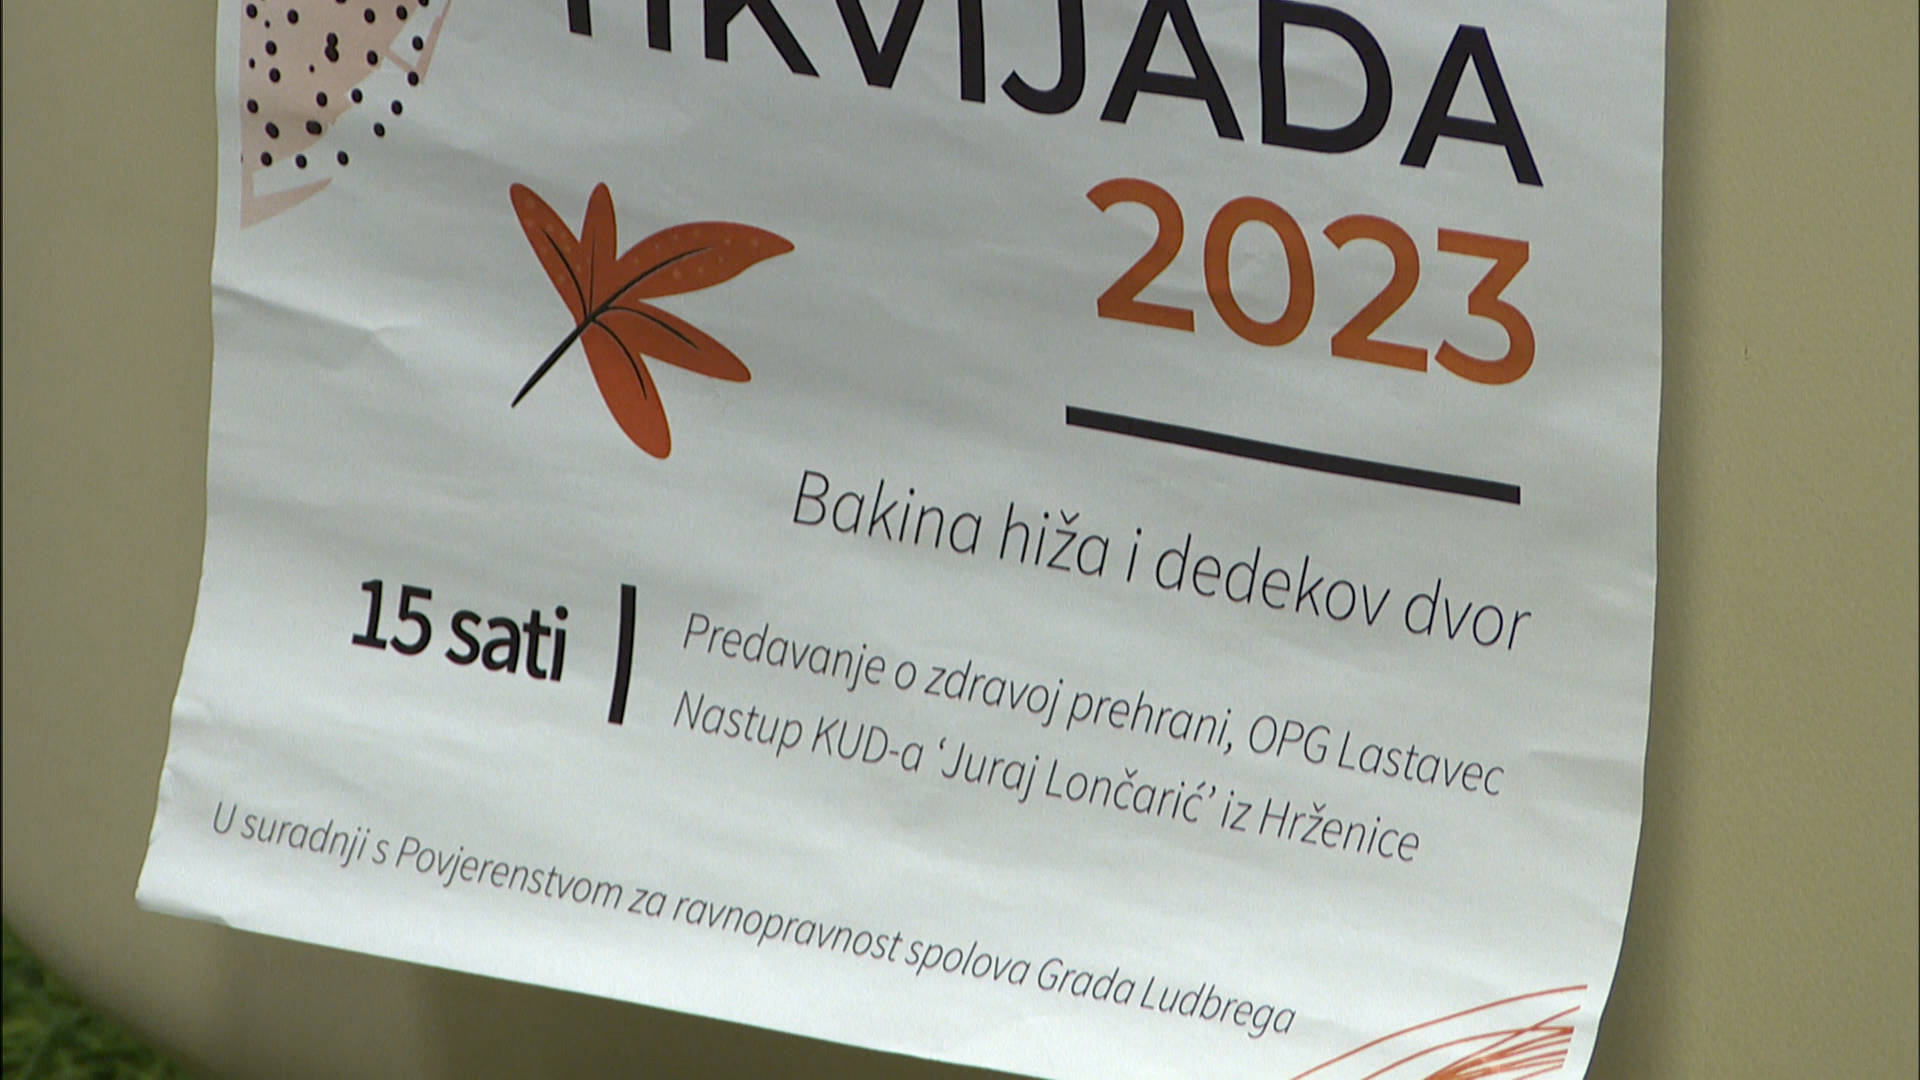 TIKVIJADA
2023
Bakina hiža i dedekov dvor
15 sati
Predavanje o zdravoj prehrani, OPG Lastavec
Nastup KUD-a ‘Juraj Lončarić’ iz Hrženice
U suradnji s Povjerenstvom za ravnopravnost spolova Grada Ludbrega